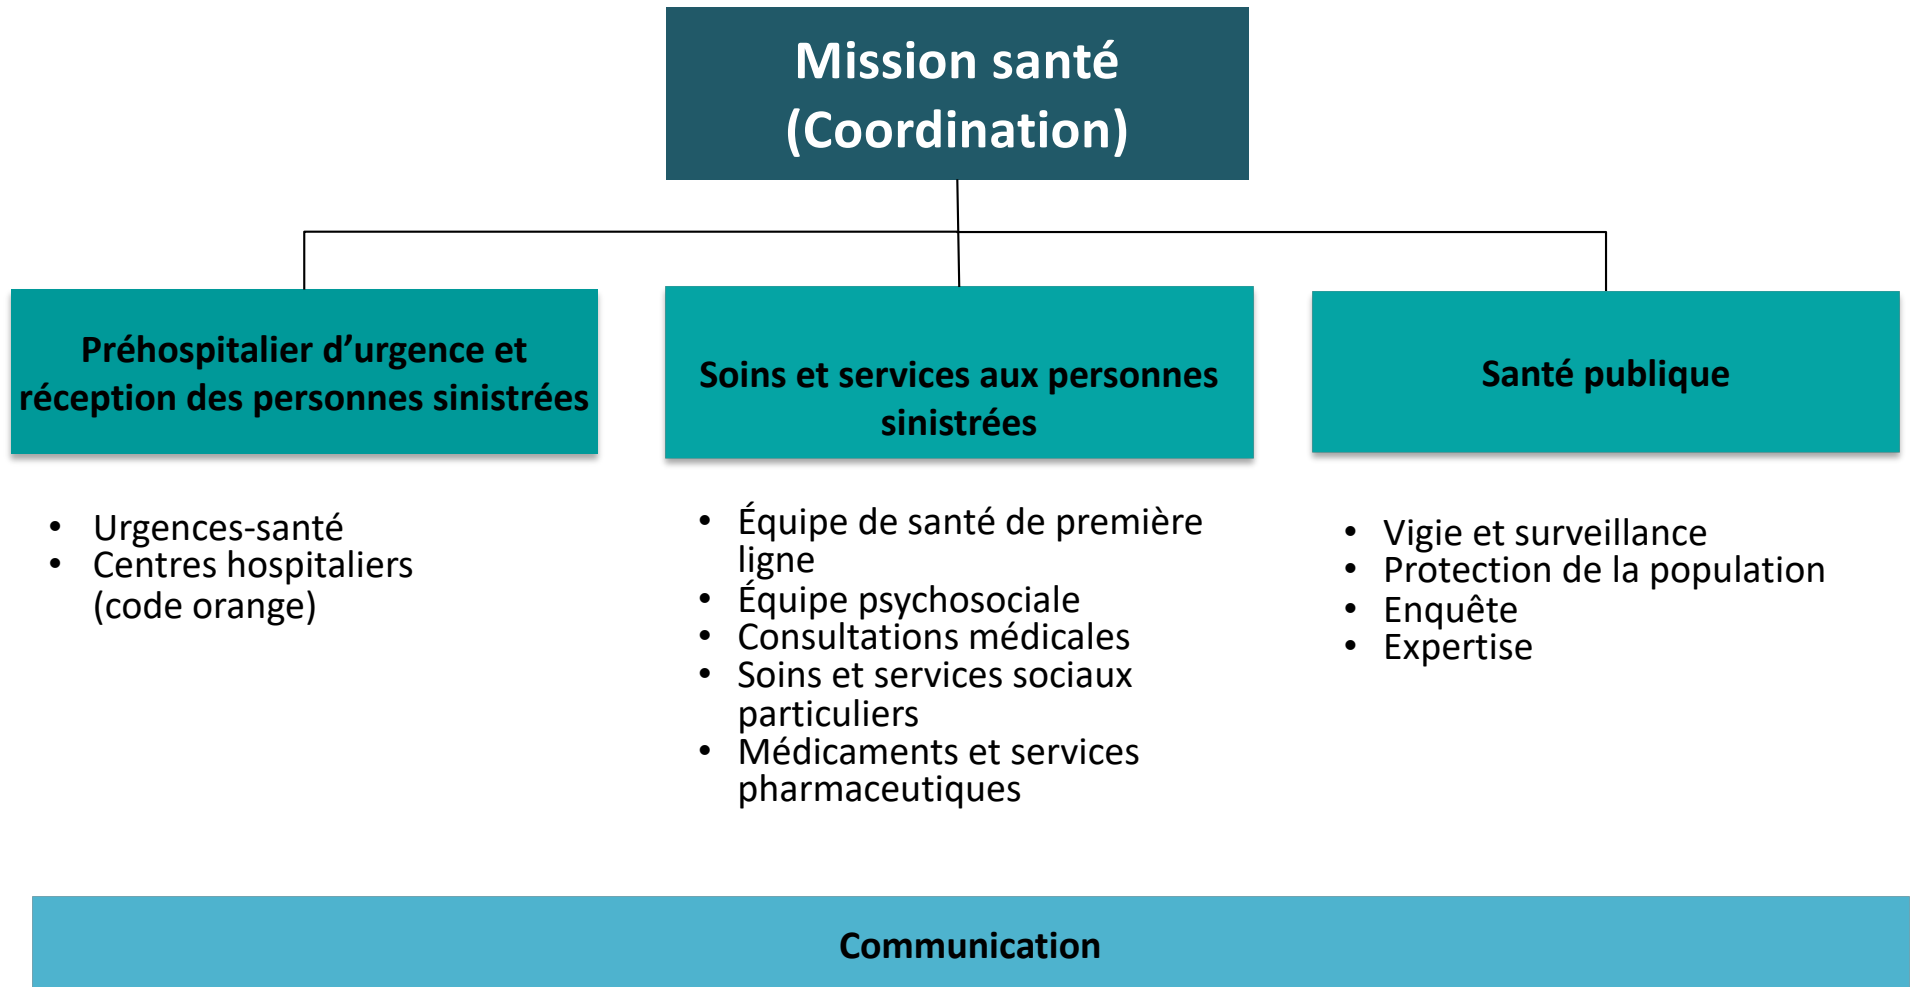 Mission santé
(Coordination)
Préhospitalier d’urgence et
réception des personnes sinistrées
• Urgences-santé
• Centres hospitaliers
(code orange)
Soins et services aux personnes
sinistrées
• Équipe de santé de première
ligne
• Équipe psychosociale
• Consultations médicales
• Soins et services sociaux
particuliers
• Médicaments et services
pharmaceutiques
Santé publique
• Vigie et surveillance
• Protection de la population
• Enquête
• Expertise
Communication